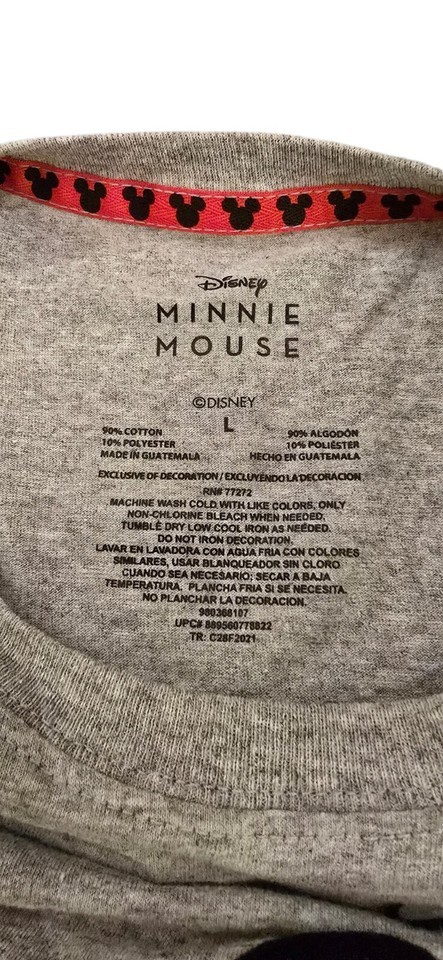 Disney
MINNIE
MOUSE
©DISNEY
L
90% COTTON
10% POLYESTER
MADE IN GUATEMALA
90% ALGODÓN
10% POLIÉSTER
HECHO EN GUATEMALA
EXCLUSIVE OF DECORATION / EXCLUYENDO LA DECORACION
RN# 77272
MACHINE WASH COLD WITH LIKE COLORS, ONLY
NON-CHLORINE BLEACH WHEN NEEDED,
TUMBLE DRY LOW COOL IRON AS NEEDED.
DO NOT IRON DECORATION.
LAVAR EN LAVADORA CON AGUA FRIA CON COLORES
SIMILARES, USAR BLANQUEADOR SIN CLORO
CUANDO SEA NECESARIO; SECAR A BAJA
TEMPERATURA. PLANCHA FRIA SI SE NECESITA.
NO PLANCHAR LA DECORACION.
980368107
UPC# 889560778822
TR: C28F2021